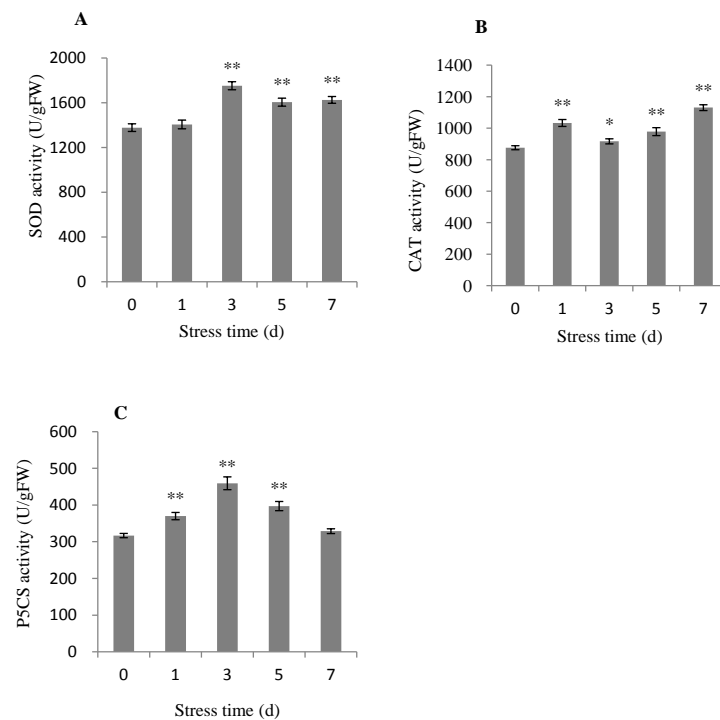 A
SOD activity (U/gFW)
2000
1600
1200
800
400
0
** ** **
0 1 3 5 7
Stress time (d)
B
CAT activity (U/gFW)
1400
1200
1000
800
600
400
200
0
** * ** **
0 1 3 5 7
Stress time (d)
C
P5CS activity (U/gFW)
600
500
400
300
200
100
0
** ** **
0 1 3 5 7
Stress time (d)